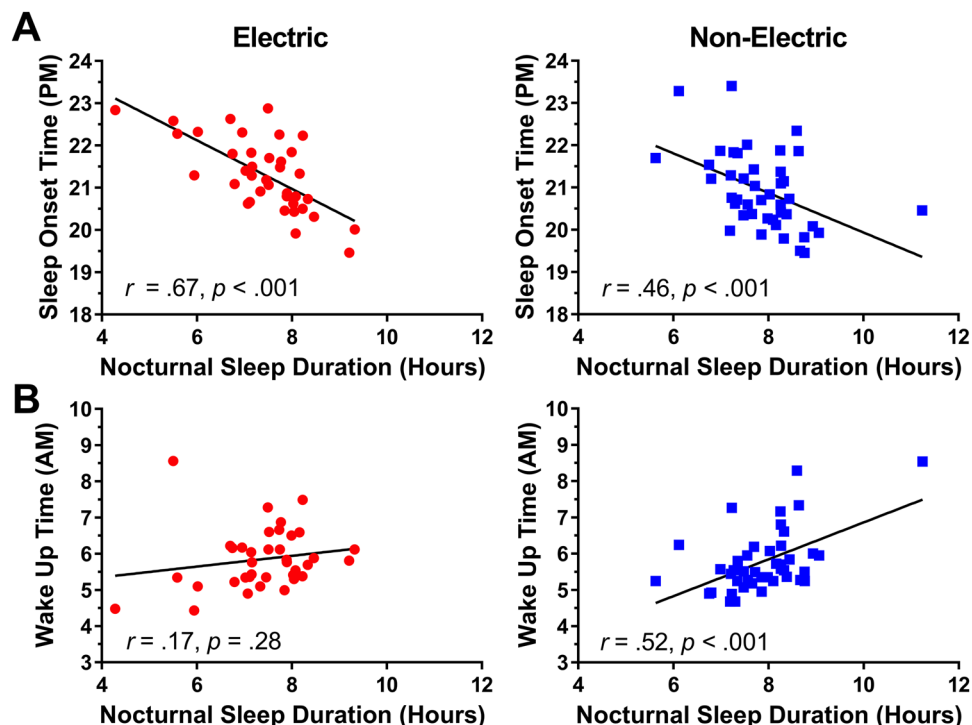 A
Electric
Non-Electric
Sleep Onset Time (PM)
24
23
22
21
20
19
18
r = .67, p < .001
4 6 8 10 12
Nocturnal Sleep Duration (Hours)
Sleep Onset Time (PM)
24
23
22
21
20
19
18
r = .46, p < .001
4 6 8 10 12
Nocturnal Sleep Duration (Hours)
B
Wake Up Time (AM)
10
9
8
7
6
5
4
3
r = .17, p = .28
4 6 8 10 12
Nocturnal Sleep Duration (Hours)
Wake Up Time (AM)
10
9
8
7
6
5
4
3
r = .52, p < .001
4 6 8 10 12
Nocturnal Sleep Duration (Hours)